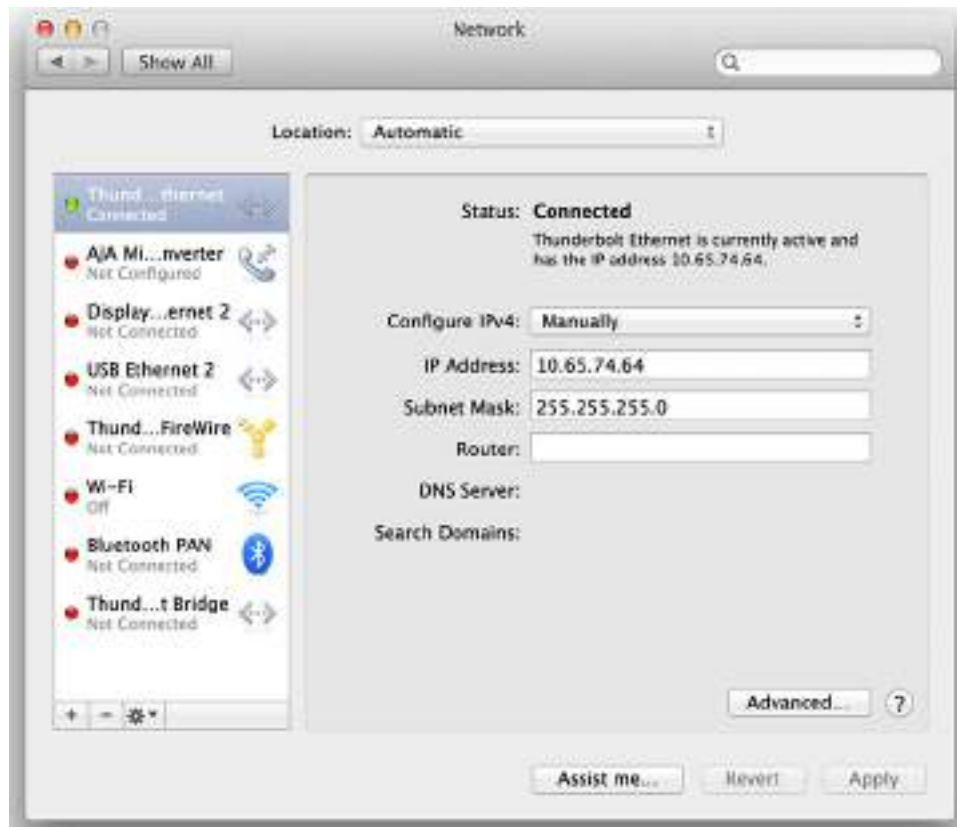 Network
Show All
Location: Automatic
Thund...thernet
Connected
AJA Mi...nverter
Not Configured
Display...ernet 2
Not Connected
USB Ethernet 2
Not Connected
Thund...FireWire
Not Connected
Wi-Fi
Off
Bluetooth PAN
Not Connected
Thund...t Bridge
Not Connected
Status: Connected
Thunderbolt Ethernet is currently active and
has the IP address 10.65.74.64.
Configure IPv4: Manually
IP Address: 10.65.74.64
Subnet Mask: 255.255.255.0
Router:
DNS Server:
Search Domains:
Advanced... ?
Assist me... Revert Apply